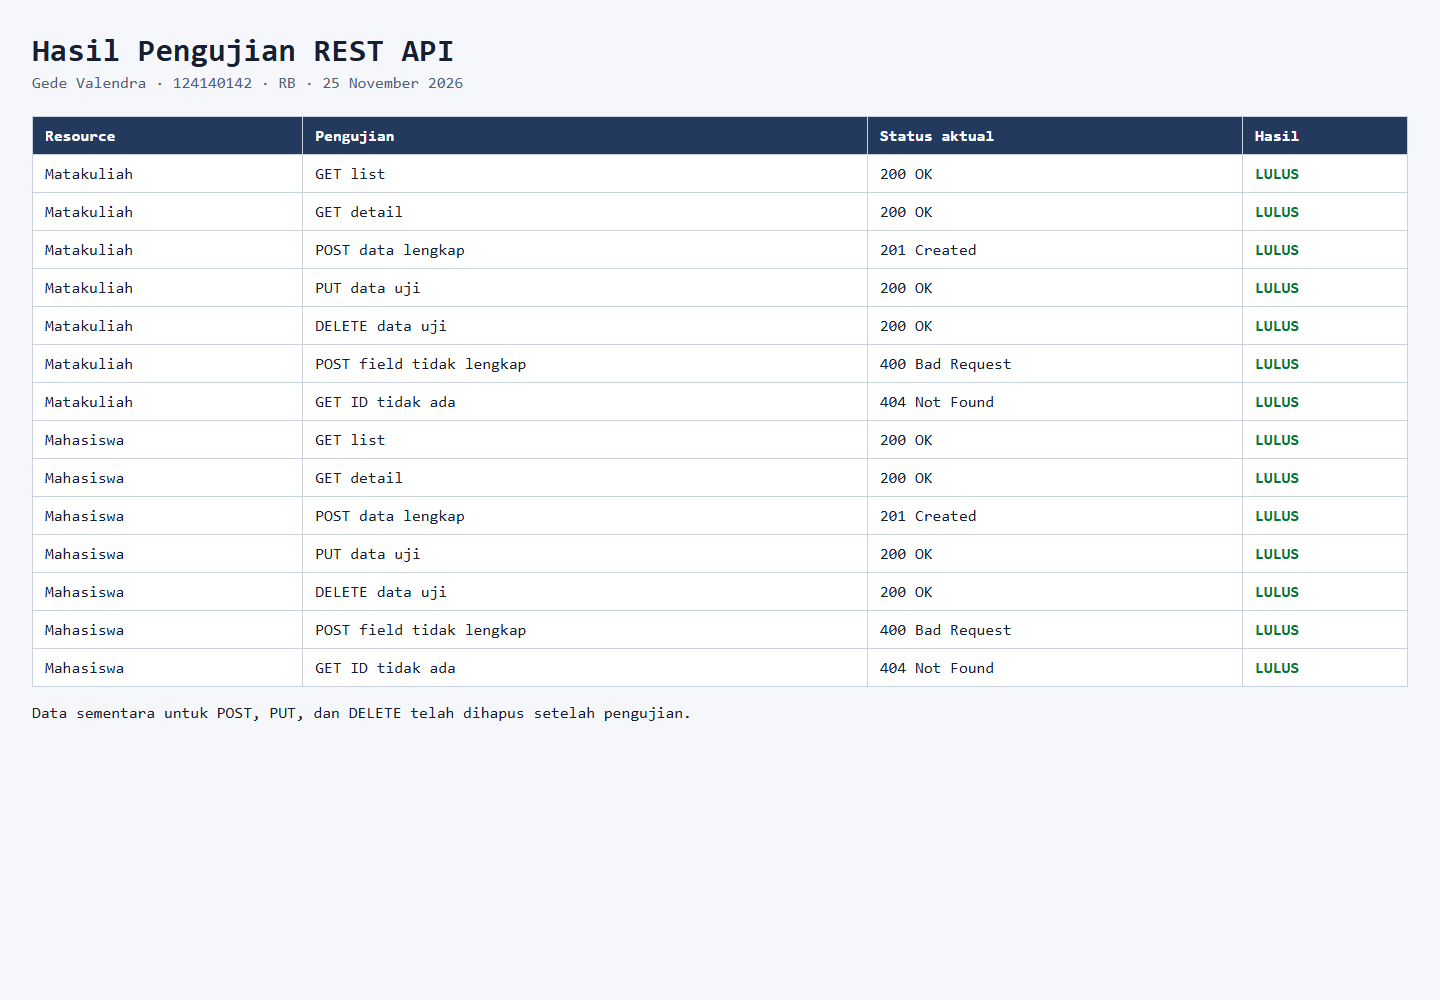 Hasil Pengujian REST API
Gede Valendra · 124140142 · RB · 25 November 2026
Resource Pengujian Status aktual Hasil
Matakuliah GET list 200 OK LULUS
Matakuliah GET detail 200 OK LULUS
Matakuliah POST data lengkap 201 Created LULUS
Matakuliah PUT data uji 200 OK LULUS
Matakuliah DELETE data uji 200 OK LULUS
Matakuliah POST field tidak lengkap 400 Bad Request LULUS
Matakuliah GET ID tidak ada 404 Not Found LULUS
Mahasiswa GET list 200 OK LULUS
Mahasiswa GET detail 200 OK LULUS
Mahasiswa POST data lengkap 201 Created LULUS
Mahasiswa PUT data uji 200 OK LULUS
Mahasiswa DELETE data uji 200 OK LULUS
Mahasiswa POST field tidak lengkap 400 Bad Request LULUS
Mahasiswa GET ID tidak ada 404 Not Found LULUS
Data sementara untuk POST, PUT, dan DELETE telah dihapus setelah pengujian.